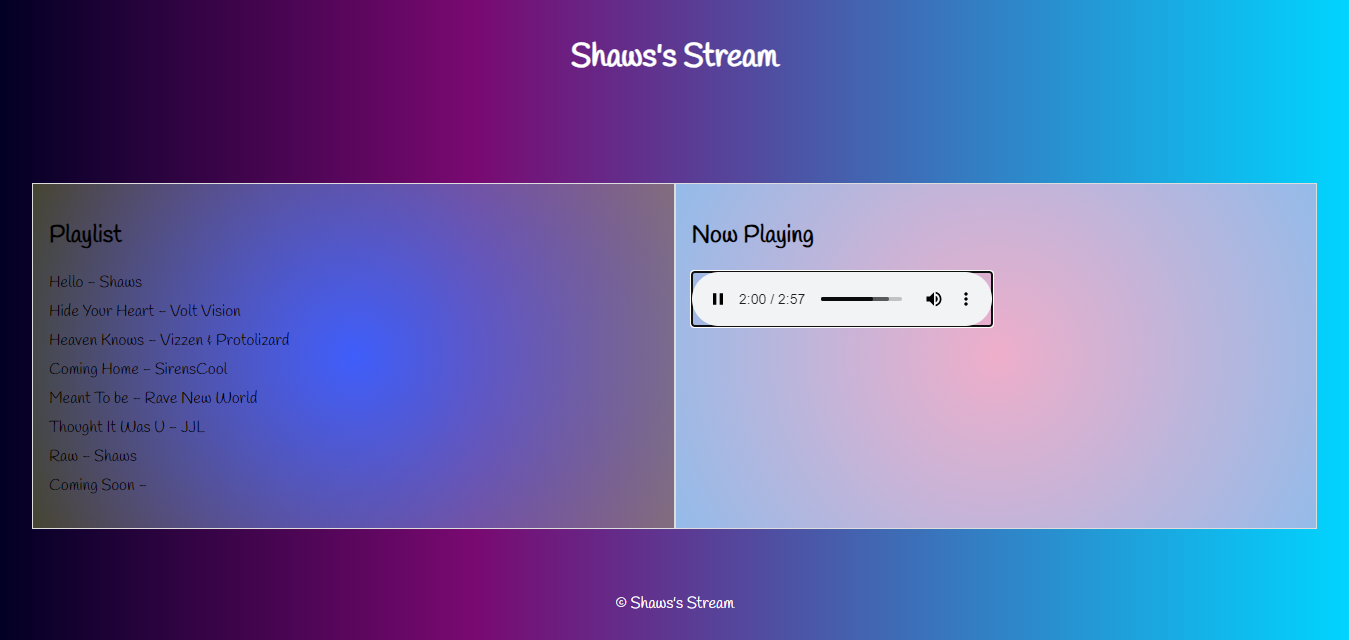 Shaws's Stream
Playlist
Hello - Shaws
Hide Your Heart - Volt Vision
Heaven Knows - Vizzen & Protolizard
Coming Home - SirensCool
Meant To be - Rave New World
Thought It Was U - JJL
Raw - Shaws
Coming Soon -
Now Playing
2:00 / 2:57
© Shaws's Stream